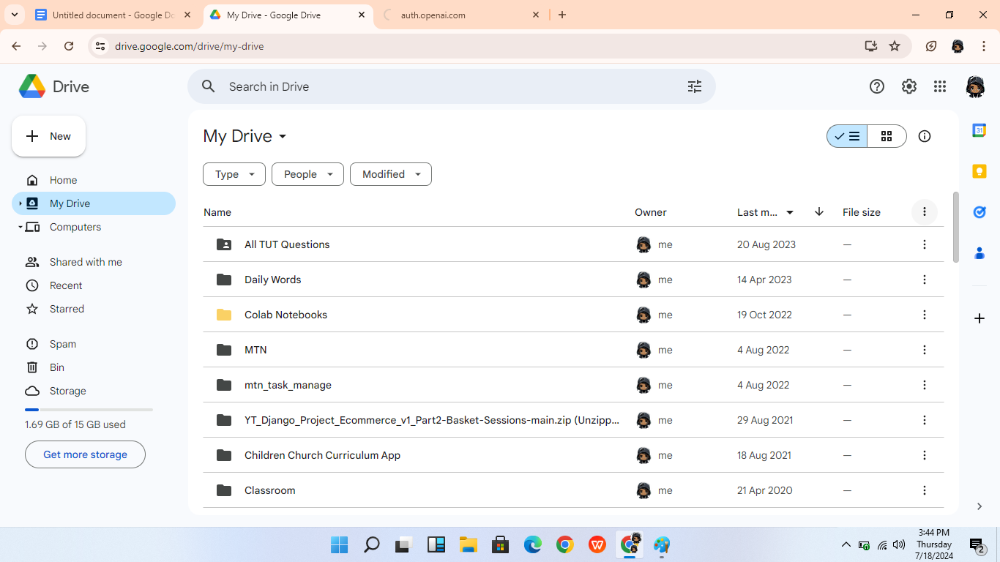 Untitled document - Google Do
My Drive - Google Drive
auth.openai.com
drive.google.com/drive/my-drive
Drive
Search in Drive
New
My Drive
Type
People
Modified
Home
My Drive
Computers
Shared with me
Recent
Starred
Spam
Bin
Storage
1.69 GB of 15 GB used
Get more storage
Name Owner Last m... File size
All TUT Questions me 20 Aug 2023 —
Daily Words me 14 Apr 2023 —
Colab Notebooks me 19 Oct 2022 —
MTN me 4 Aug 2022 —
mtn_task_manage me 4 Aug 2022 —
YT_Django_Project_Ecommerce_v1_Part2-Basket-Sessions-main.zip (Unzipp... me 29 Aug 2021 —
Children Church Curriculum App me 18 Aug 2021 —
Classroom me 21 Apr 2020 —
31
W
3:44 PM
Thursday
7/18/2024
2